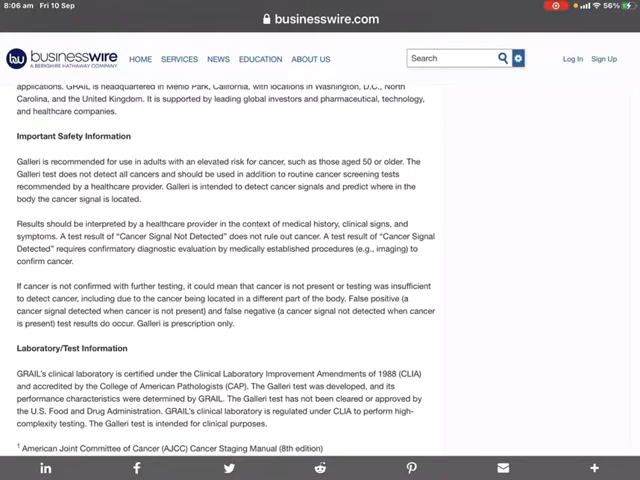 8:06 am Fri 10 Sep
56%
businesswire.com
bw businesswire
A BERKSHIRE HATHAWAY COMPANY
HOME SERVICES NEWS EDUCATION ABOUT US
Search
Log In Sign Up
applications. GRAIL is headquartered in Menlo Park, California, with locations in Washington, D.C., North
Carolina, and the United Kingdom. It is supported by leading global investors and pharmaceutical, technology,
and healthcare companies.
Important Safety Information
Galleri is recommended for use in adults with an elevated risk for cancer, such as those aged 50 or older. The
Galleri test does not detect all cancers and should be used in addition to routine cancer screening tests
recommended by a healthcare provider. Galleri is intended to detect cancer signals and predict where in the
body the cancer signal is located.
Results should be interpreted by a healthcare provider in the context of medical history, clinical signs, and
symptoms. A test result of “Cancer Signal Not Detected” does not rule out cancer. A test result of “Cancer Signal
Detected” requires confirmatory diagnostic evaluation by medically established procedures (e.g., imaging) to
confirm cancer.
If cancer is not confirmed with further testing, it could mean that cancer is not present or testing was insufficient
to detect cancer, including due to the cancer being located in a different part of the body. False positive (a
cancer signal detected when cancer is not present) and false negative (a cancer signal not detected when cancer
is present) test results do occur. Galleri is prescription only.
Laboratory/Test Information
GRAIL’s clinical laboratory is certified under the Clinical Laboratory Improvement Amendments of 1988 (CLIA)
and accredited by the College of American Pathologists (CAP). The Galleri test was developed, and its
performance characteristics were determined by GRAIL. The Galleri test has not been cleared or approved by
the U.S. Food and Drug Administration. GRAIL’s clinical laboratory is regulated under CLIA to perform high-
complexity testing. The Galleri test is intended for clinical purposes.
1 American Joint Committee of Cancer (AJCC) Cancer Staging Manual (8th edition)